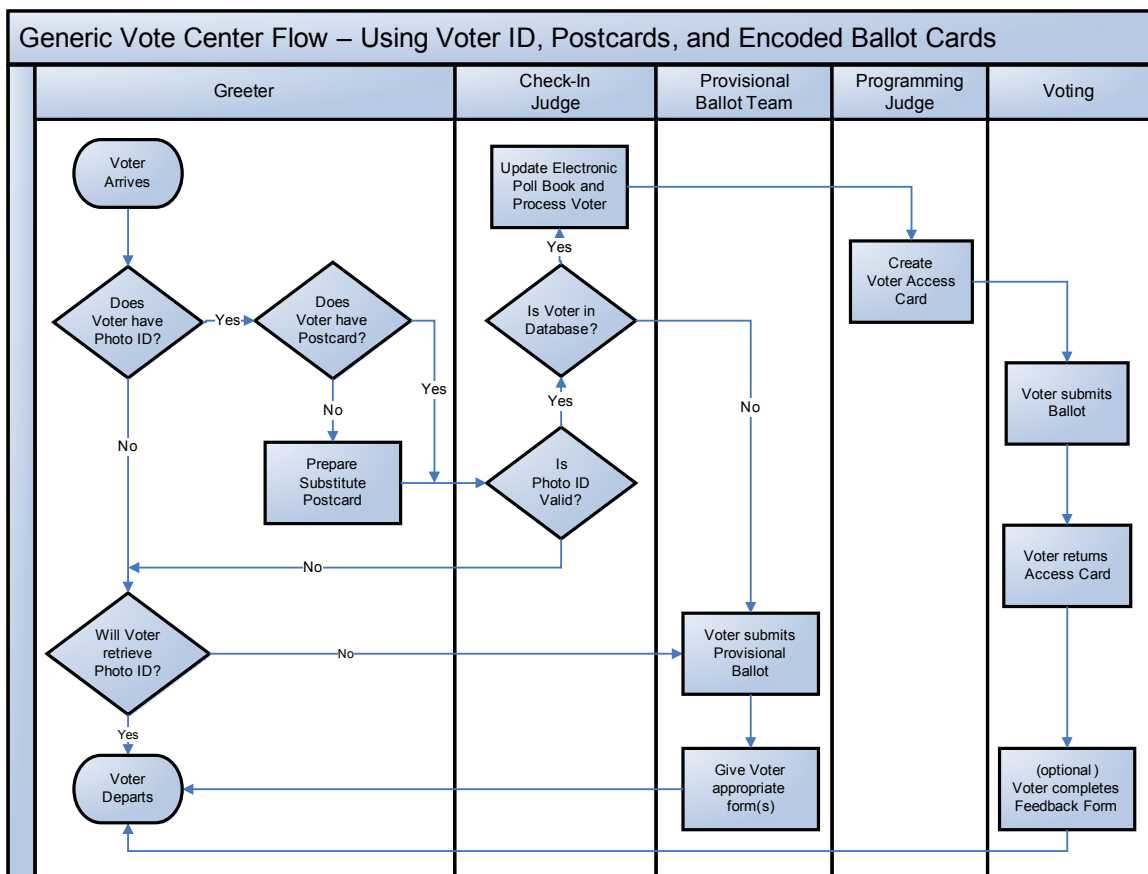 Generic Vote Center Flow – Using Voter ID, Postcards, and Encoded Ballot Cards
Greeter
Check-In
Judge
Provisional
Ballot Team
Programming
Judge
Voting
Voter
Arrives
Update Electronic
Poll Book and
Process Voter
Yes
Create
Voter Access
Card
Does
Voter have
Photo ID?
Yes
Does
Voter have
Postcard?
Is Voter in
Database?
Yes
No
Yes
No
Voter submits
Ballot
No
Prepare
Substitute
Postcard
Is
Photo ID
Valid?
No
Voter returns
Access Card
Will Voter
retrieve
Photo ID?
No
Voter submits
Provisional
Ballot
Yes
Voter
Departs
Give Voter
appropriate
form(s)
(optional)
Voter completes
Feedback Form